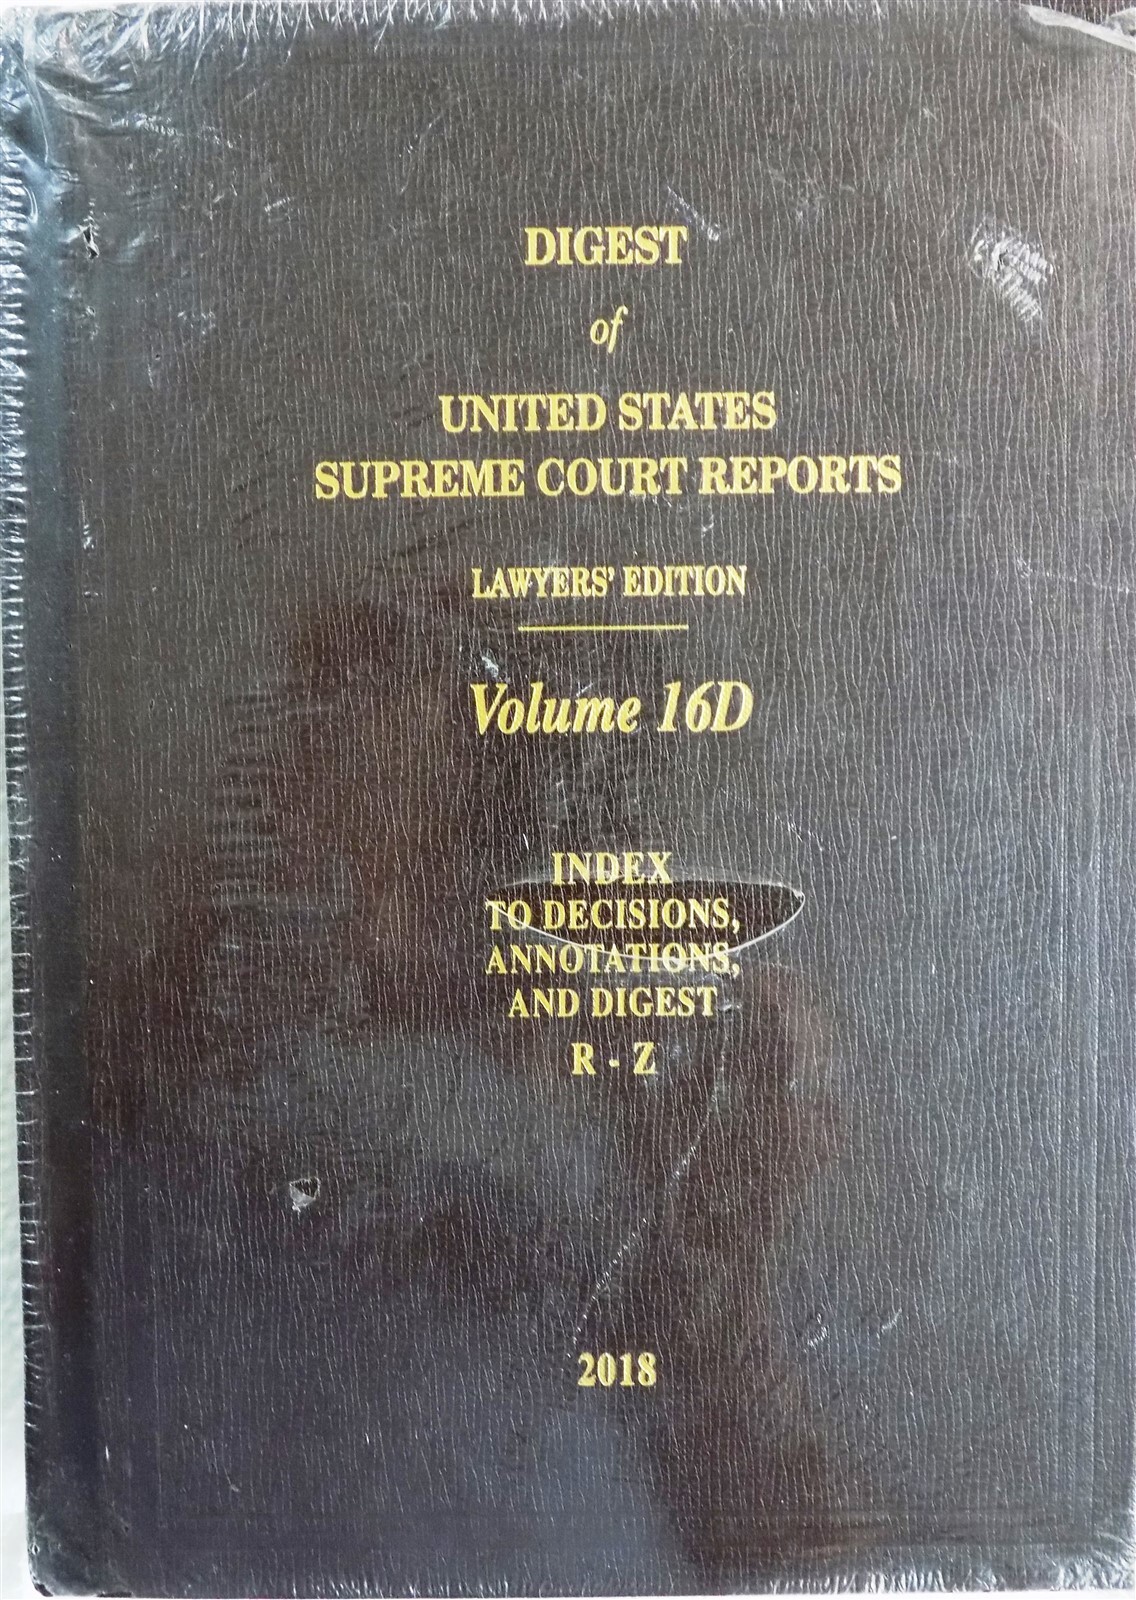 DIGEST
of
UNITED STATES
SUPREME COURT REPORTS
LAWYERS' EDITION
Volume 16D
INDEX
TO DECISIONS,
ANNOTATIONS,
AND DIGEST
R - Z
2018